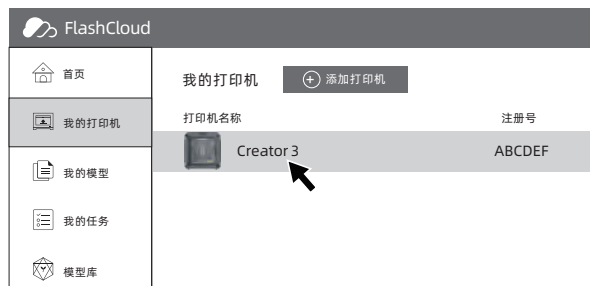 FlashCloud
首页
我的打印机
我的模型
我的任务
模型库
我的打印机
添加打印机
打印机名称 注册号
Creator 3 ABCDEF